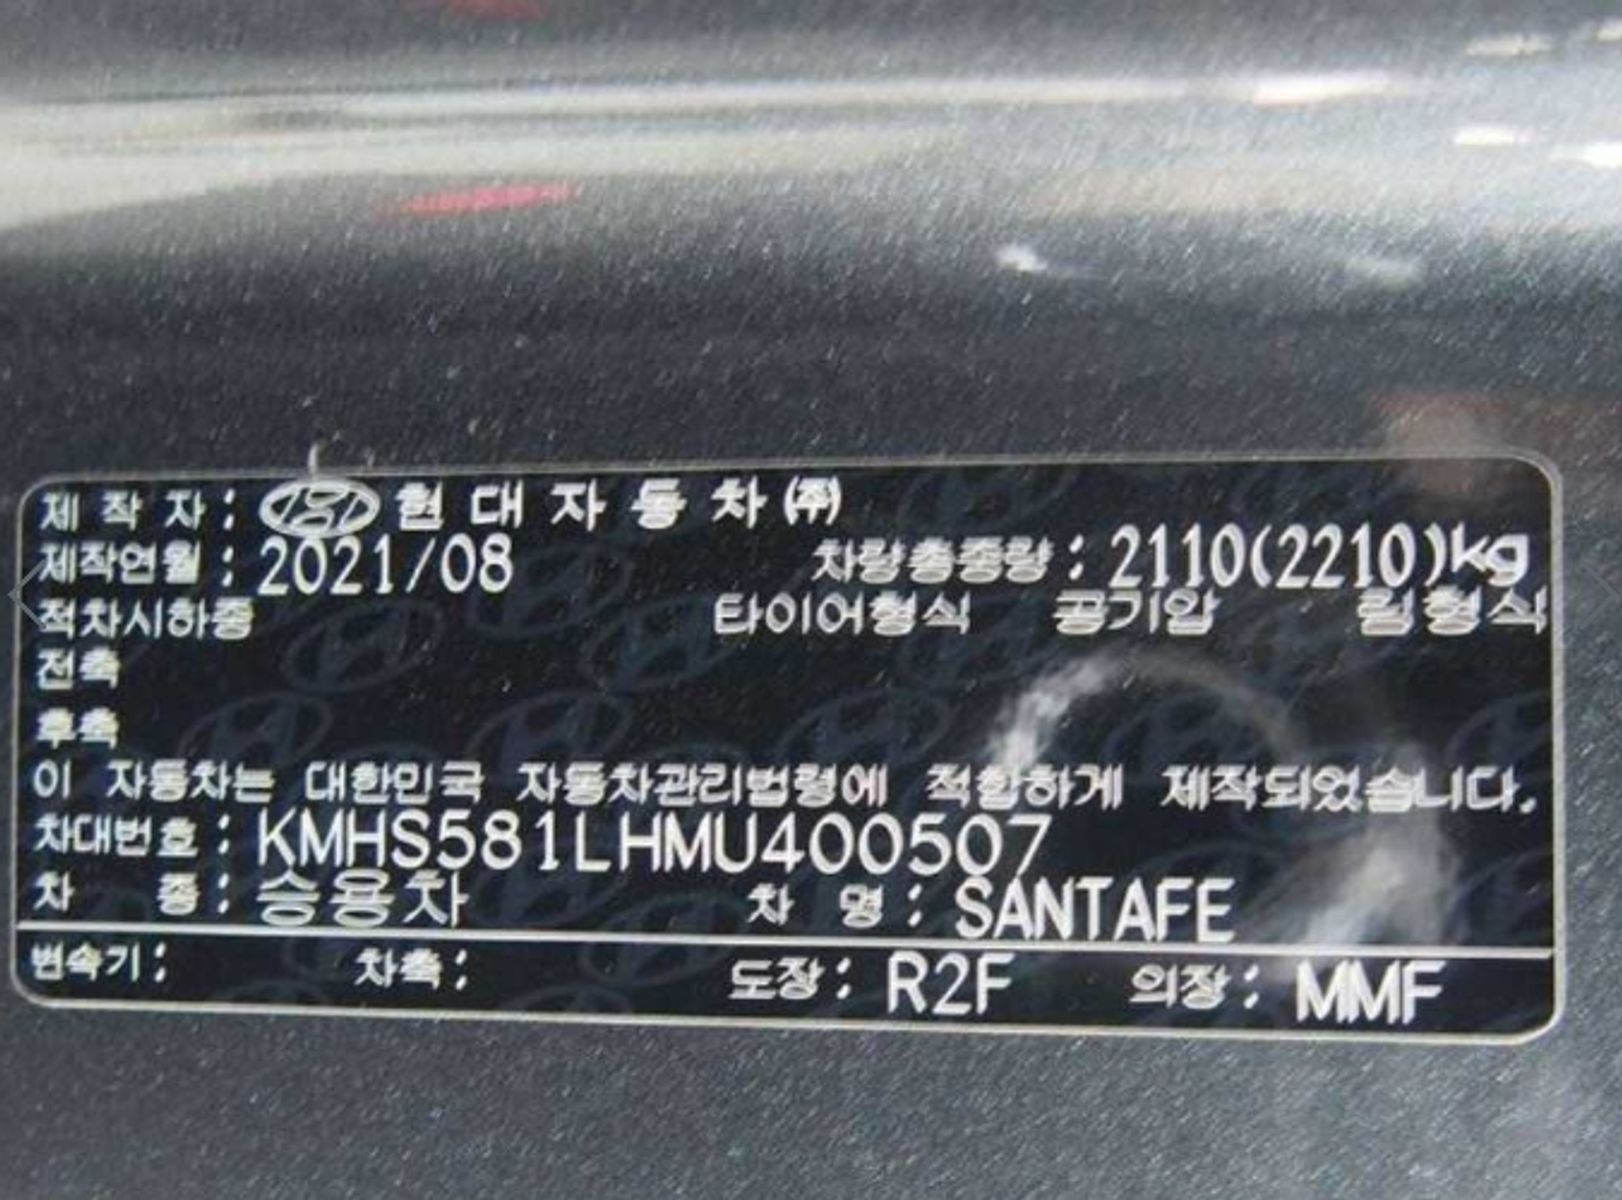 제 작 자 : 현 대 자 동 차 ㈜
제작연월 : 2021/08 차량총중량 : 2110(2210)kg
적차시하중 타이어형식 공기압 림형식
전축
후축
이 자동차는 대한민국 자동차관리법령에 적합하게 제작되었습니다.
차대번호 : KMHS581LHMU400507
차 종 : 승용차 차 명 : SANTAFE
변속기 : 차축 : 도장 : R2F 의장 : MMF